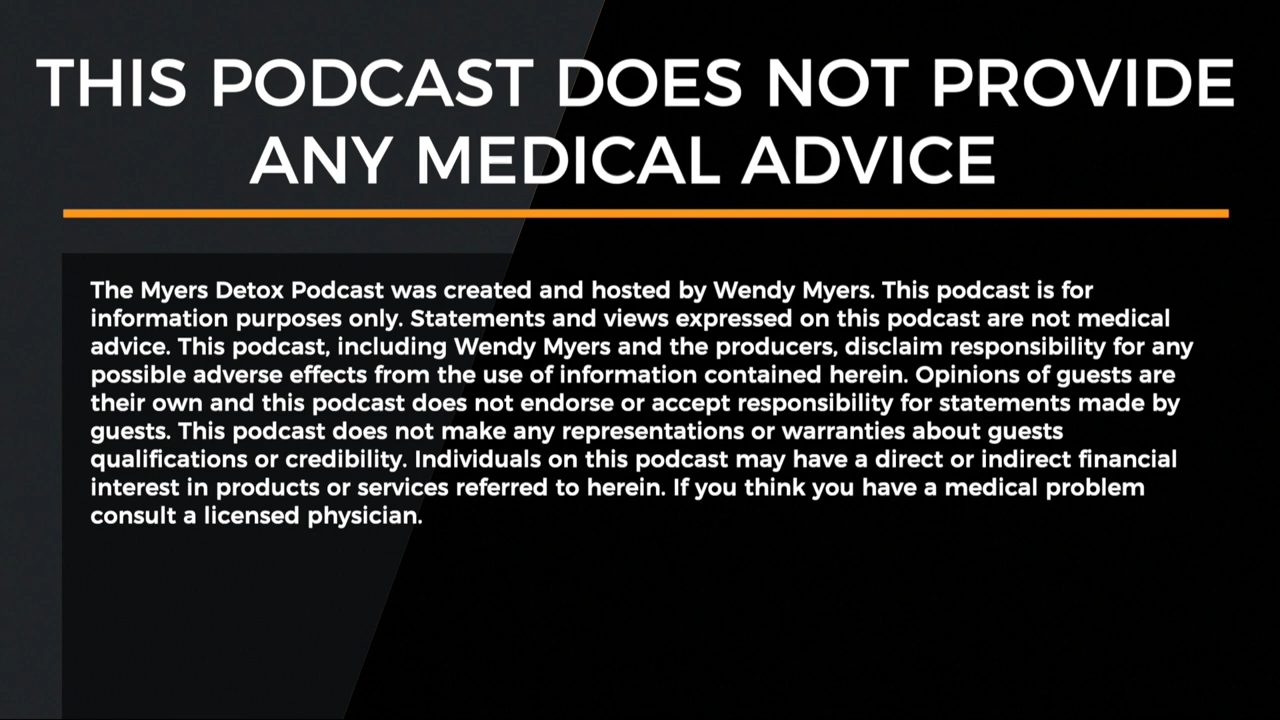 THIS PODCAST DOES NOT PROVIDE
ANY MEDICAL ADVICE
The Myers Detox Podcast was created and hosted by Wendy Myers. This podcast is for
information purposes only. Statements and views expressed on this podcast are not medical
advice. This podcast, including Wendy Myers and the producers, disclaim responsibility for any
possible adverse effects from the use of information contained herein. Opinions of guests are
their own and this podcast does not endorse or accept responsibility for statements made by
guests. This podcast does not make any representations or warranties about guests
qualifications or credibility. Individuals on this podcast may have a direct or indirect financial
interest in products or services referred to herein. If you think you have a medical problem
consult a licensed physician.